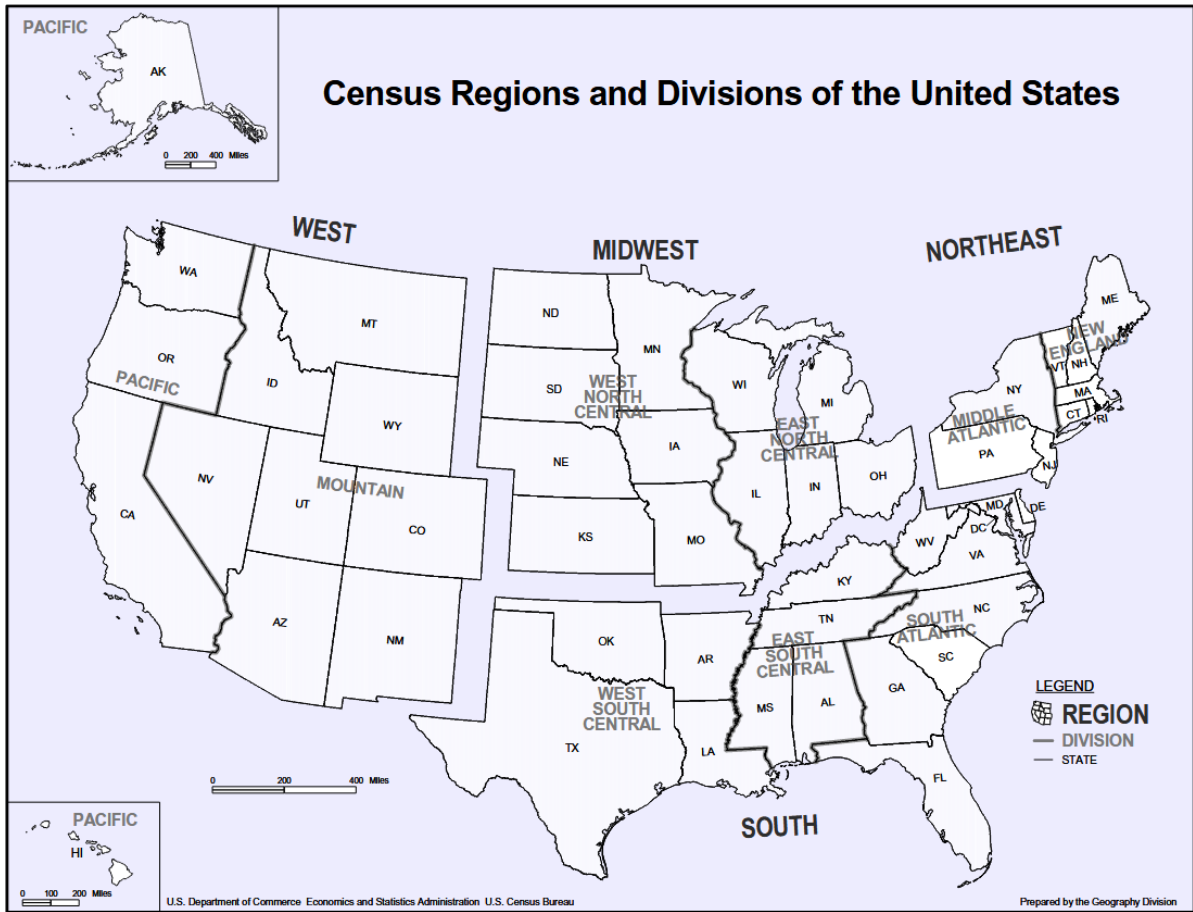 PACIFIC
AK
0 200 400 Miles
Census Regions and Divisions of the United States
WEST
MIDWEST
NORTHEAST
WA
MT
OR
ID
PACIFIC
WY
NV
UT
MOUNTAIN
CO
CA
AZ
NM
ND
MN
SD
WEST
NORTH
CENTRAL
NE
IA
KS
MO
WI
MI
EAST
NORTH
CENTRAL
IL
IN
OH
ME
NEW
ENGLAND
VT
NH
NY
MA
CT
RI
MIDDLE
ATLANTIC
PA
NJ
MD
DE
DC
WV
VA
KY
TN
NC
SOUTH
ATLANTIC
SC
EAST
SOUTH
CENTRAL
OK
AR
WEST
SOUTH
CENTRAL
TX
LA
MS
AL
GA
FL
SOUTH
LEGEND
REGION
DIVISION
STATE
0 200 400 Miles
PACIFIC
HI
0 100 200 Miles
U.S. Department of Commerce Economics and Statistics Administration U.S. Census Bureau
Prepared by the Geography Division